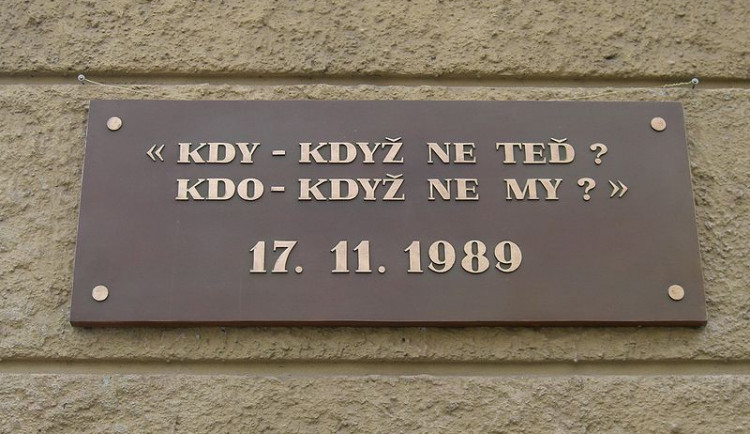 « KDY - KDYŽ NE TEĎ ?
KDO - KDYŽ NE MY ? »
17. 11. 1989